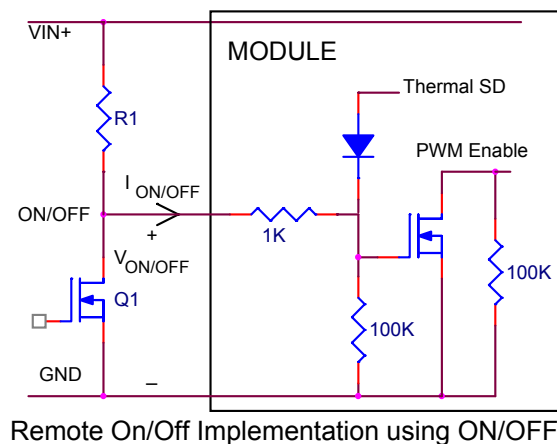 VIN+
MODULE
Thermal SD
R1
PWM Enable
I ON/OFF
ON/OFF
+
1K
V ON/OFF
Q1
100K
100K
GND
–
Remote On/Off Implementation using ON/OFF